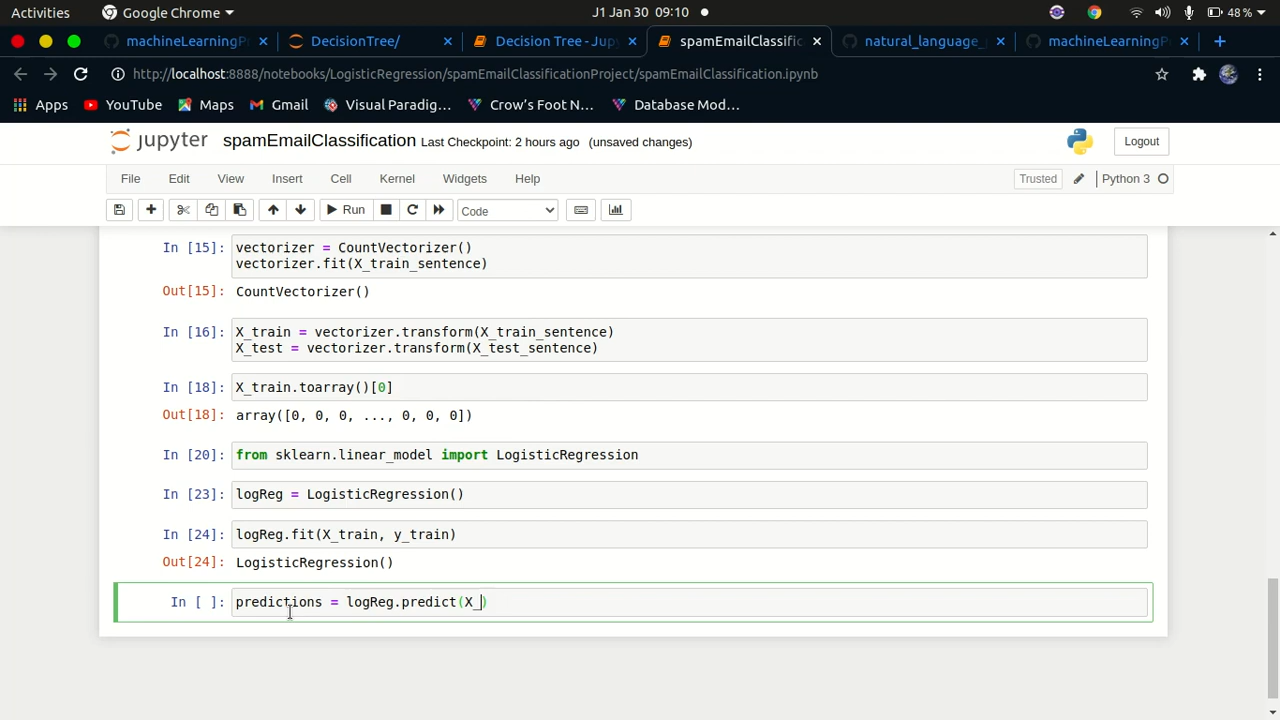 Activities Google Chrome J1 Jan 30 09:10 48%
machineLearningPr DecisionTree/ Decision Tree - Jup spamEmailClassific natural_language_ machineLearningPr
http://localhost:8888/notebooks/LogisticRegression/spamEmailClassificationProject/spamEmailClassification.ipynb
Apps YouTube Maps Gmail Visual Paradig... Crow's Foot N... Database Mod...
jupyter spamEmailClassification Last Checkpoint: 2 hours ago (unsaved changes) Logout
File Edit View Insert Cell Kernel Widgets Help Trusted Python 3
Run Code
In [15]: vectorizer = CountVectorizer()
vectorizer.fit(X_train_sentence)
Out[15]: CountVectorizer()
In [16]: X_train = vectorizer.transform(X_train_sentence)
X_test = vectorizer.transform(X_test_sentence)
In [18]: X_train.toarray()[0]
Out[18]: array([0, 0, 0, ..., 0, 0, 0])
In [20]: from sklearn.linear_model import LogisticRegression
In [23]: logReg = LogisticRegression()
In [24]: logReg.fit(X_train, y_train)
Out[24]: LogisticRegression()
In [ ]: predictions = logReg.predict(X_)